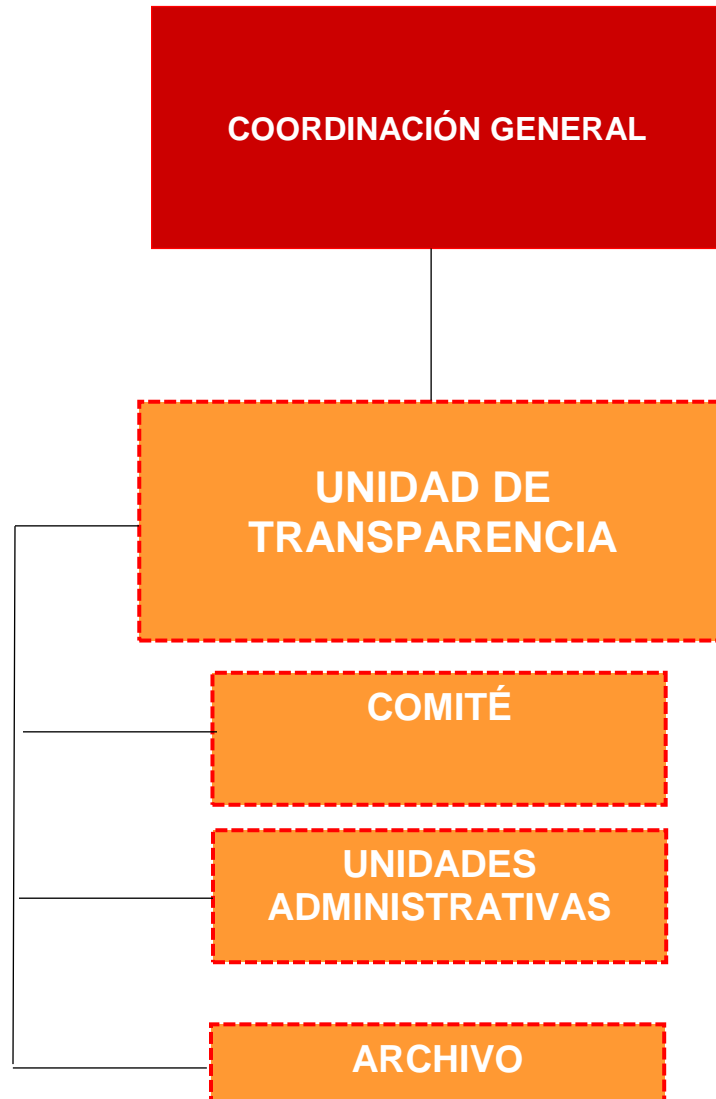 COORDINACIÓN GENERAL
UNIDAD DE
TRANSPARENCIA
COMITÉ
UNIDADES
ADMINISTRATIVAS
ARCHIVO